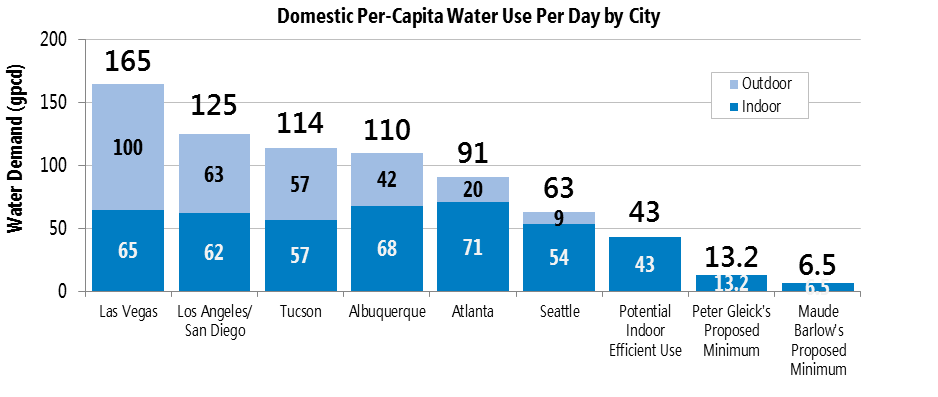 Domestic Per-Capita Water Use Per Day by City
Water Demand (gpcd)
200
150
100
50
0
Outdoor
Indoor
165
125
114
110
91
63
43
13.2
6.5
100
63
57
42
20
9
65
62
57
68
71
54
43
13.2
6.5
Las Vegas
Los Angeles/
San Diego
Tucson
Albuquerque
Atlanta
Seattle
Potential
Indoor
Efficient Use
Peter Gleick's
Proposed
Minimum
Maude
Barlow's
Proposed
Minimum